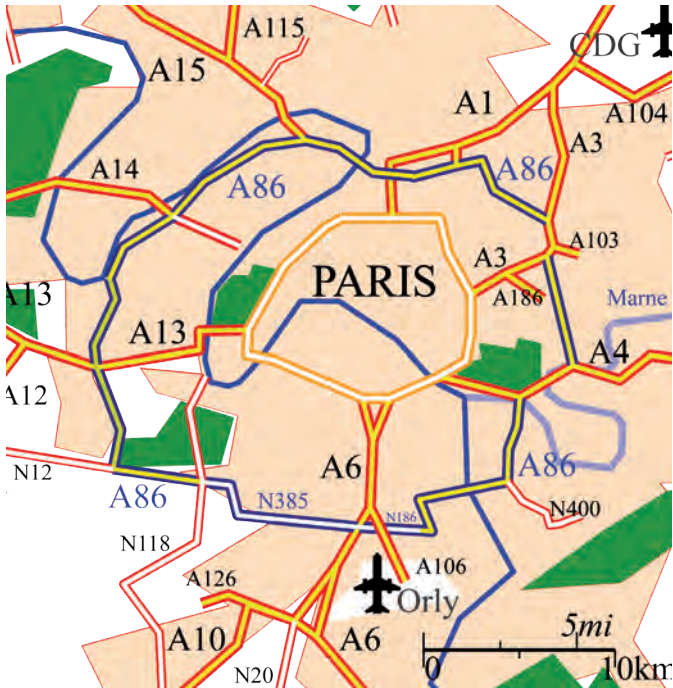 A115
CDG
A15
A1
A104
A3
A14
A86
A86
A3
A103
PARIS
A186
Marne
A13
A13
A4
A12
A6
N12
A86
A86
N385
N186
N400
N118
A106
A126
Orly
A10
A6
5mi
N20
0
10km